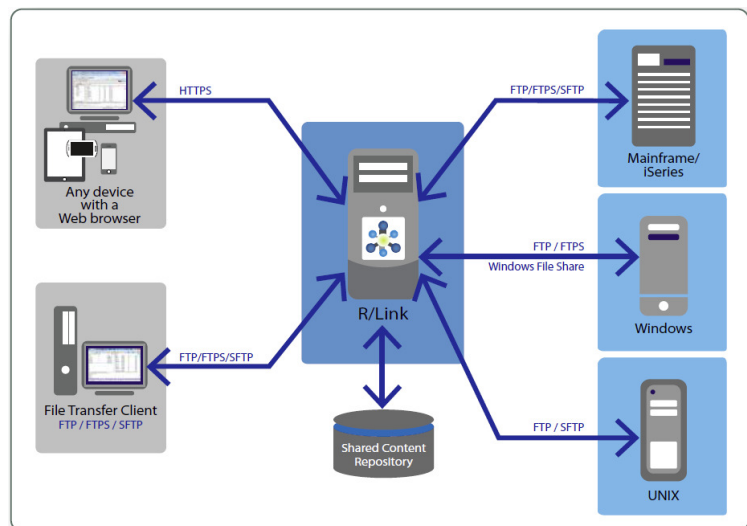 HTTPS
Any device
with a
Web browser
FTP/FTPS/SFTP
File Transfer Client
FTP / FTPS / SFTP
R/Link
Shared Content
Repository
FTP/FTPS/SFTP
Mainframe/
iSeries
FTP / FTPS
Windows File Share
Windows
FTP / SFTP
UNIX